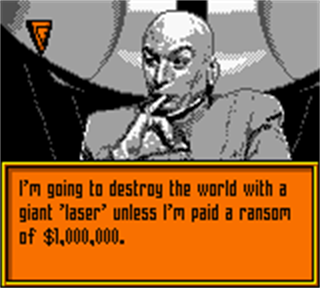 I'm going to destroy the world with a
giant 'laser' unless I'm paid a ransom
of $1,000,000.